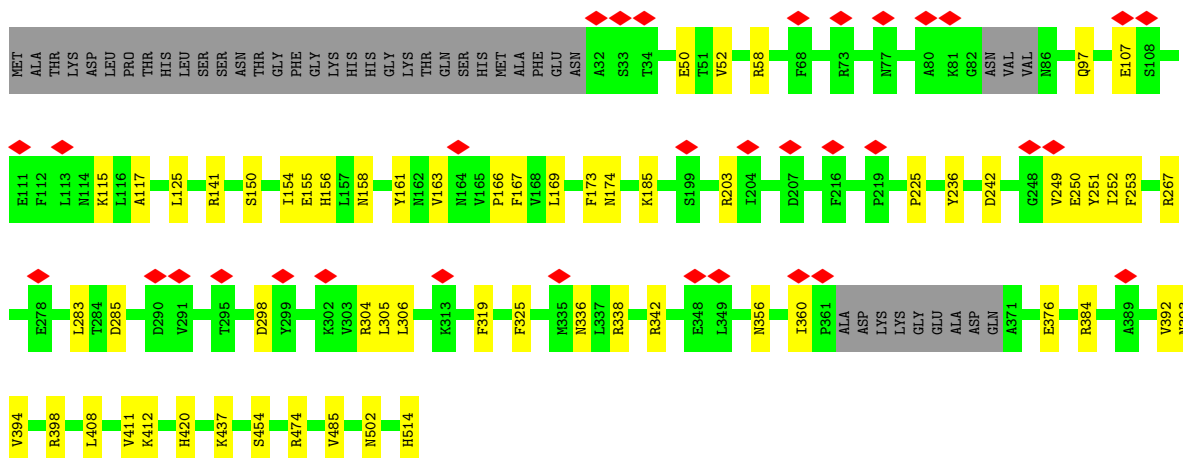 MET ALA THR LYS ASP LEU PRO THR HIS LEU SER SER ASN THR GLY PHE GLY LYS HIS HIS GLY LYS THR GLN SER HIS MET ALA PHE GLU ASN A32 S33 T34 E50 T51 V52 R58 F68 R73 N77 A80 K81 G82 ASN VAL VAL N86 Q97 E107 S108
E111 F112 L113 N114 K115 L116 A117 L125 R141 S150 I154 E155 H156 L157 N158 Y161 N162 V163 N164 V165 P166 F167 V168 L169 F173 N174 K185 S199 R203 I204 D207 F216 P219 P225 Y236 D242 G248 V249 E250 Y251 I252 F253 R267
E278 L283 T284 D285 D290 V291 T295 D298 Y299 K302 Y303 R304 L305 L306 K313 F319 F325 M335 N336 L337 R338 R342 E348 L349 N356 I360 P361 ALA ASP LYS LYS GLY GLU ALA ASP GLN A371 E376 R384 A389 V392
V394 R398 L408 V411 K412 H420 K437 S454 R474 V485 N502 H514